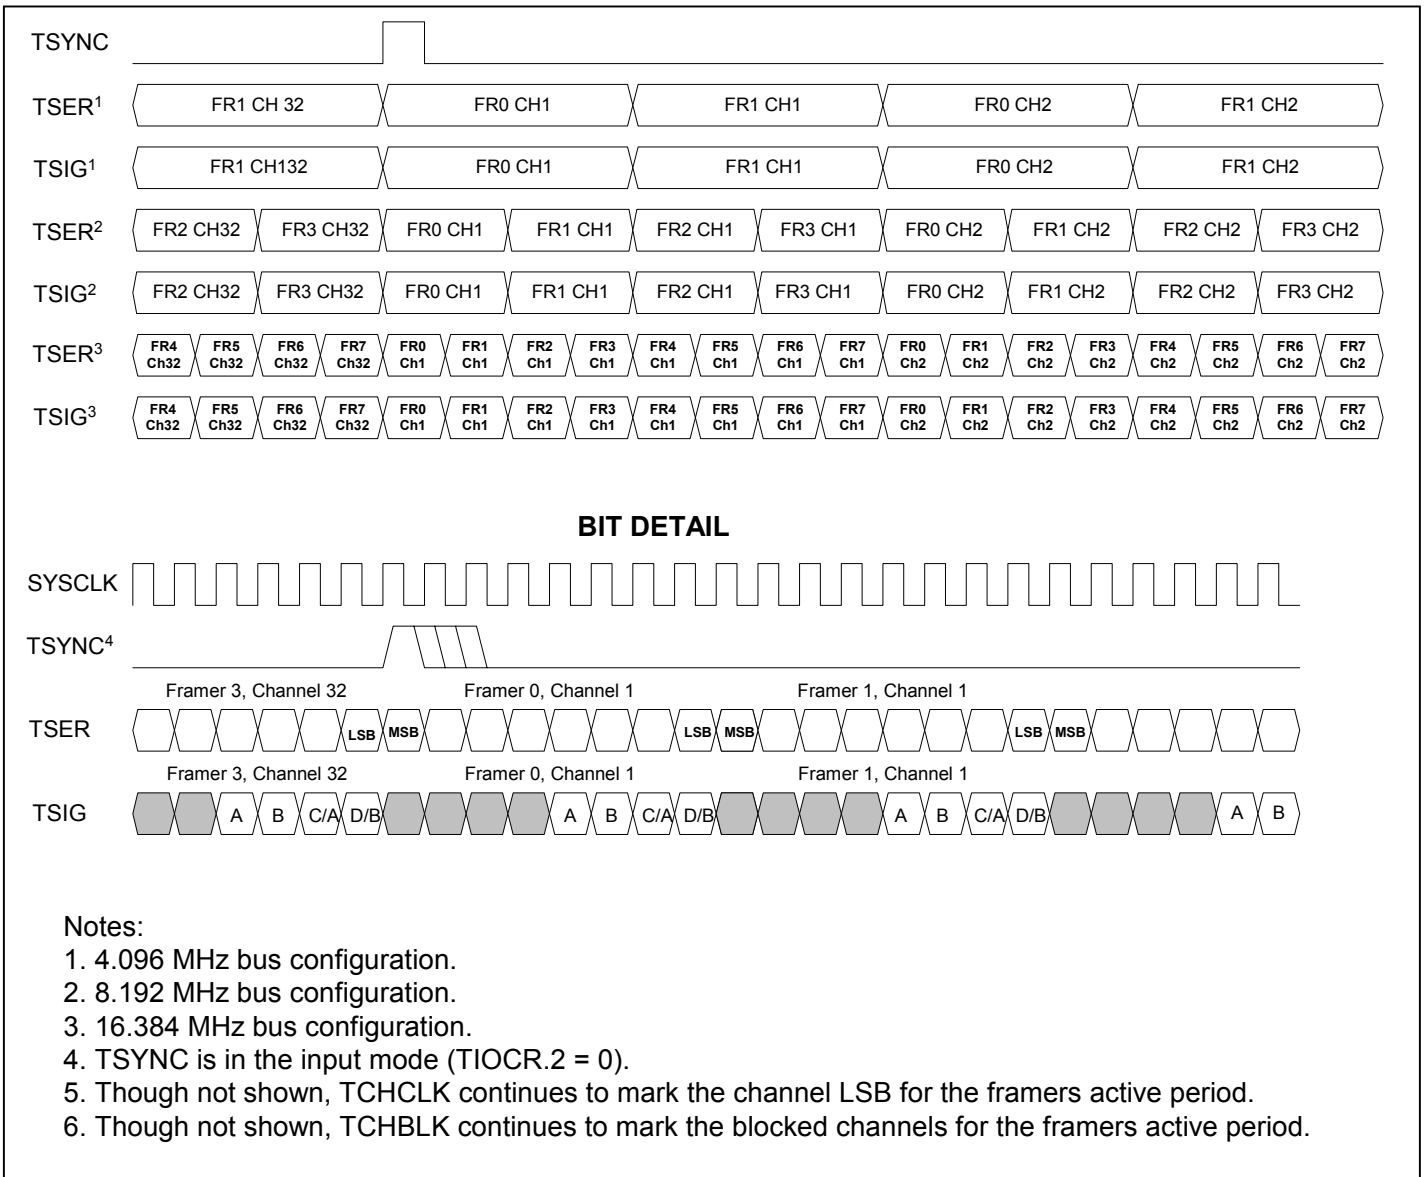 TSYNC
TSER1 FR1 CH 32 FR0 CH1 FR1 CH1 FR0 CH2 FR1 CH2
TSIG1 FR1 CH132 FR0 CH1 FR1 CH1 FR0 CH2 FR1 CH2
TSER2 FR2 CH32 FR3 CH32 FR0 CH1 FR1 CH1 FR2 CH1 FR3 CH1 FR0 CH2 FR1 CH2 FR2 CH2 FR3 CH2
TSIG2 FR2 CH32 FR3 CH32 FR0 CH1 FR1 CH1 FR2 CH1 FR3 CH1 FR0 CH2 FR1 CH2 FR2 CH2 FR3 CH2
TSER3 FR4 Ch32 FR5 Ch32 FR6 Ch32 FR7 Ch32 FR0 Ch1 FR1 Ch1 FR2 Ch1 FR3 Ch1 FR4 Ch1 FR5 Ch1 FR6 Ch1 FR7 Ch1 FR0 Ch2 FR1 Ch2 FR2 Ch2 FR3 Ch2 FR4 Ch2 FR5 Ch2 FR6 Ch2 FR7 Ch2
TSIG3 FR4 Ch32 FR5 Ch32 FR6 Ch32 FR7 Ch32 FR0 Ch1 FR1 Ch1 FR2 Ch1 FR3 Ch1 FR4 Ch1 FR5 Ch1 FR6 Ch1 FR7 Ch1 FR0 Ch2 FR1 Ch2 FR2 Ch2 FR3 Ch2 FR4 Ch2 FR5 Ch2 FR6 Ch2 FR7 Ch2
BIT DETAIL
SYSCLK
TSYNC4
Framer 3, Channel 32 Framer 0, Channel 1 Framer 1, Channel 1
TSER LSB MSB LSB MSB LSB MSB
Framer 3, Channel 32 Framer 0, Channel 1 Framer 1, Channel 1
TSIG A B C/A D/B A B C/A D/B A B C/A D/B A B
Notes:
1. 4.096 MHz bus configuration.
2. 8.192 MHz bus configuration.
3. 16.384 MHz bus configuration.
4. TSYNC is in the input mode (TIOCR.2 = 0).
5. Though not shown, TCHCLK continues to mark the channel LSB for the framers active period.
6. Though not shown, TCHBLK continues to mark the blocked channels for the framers active period.